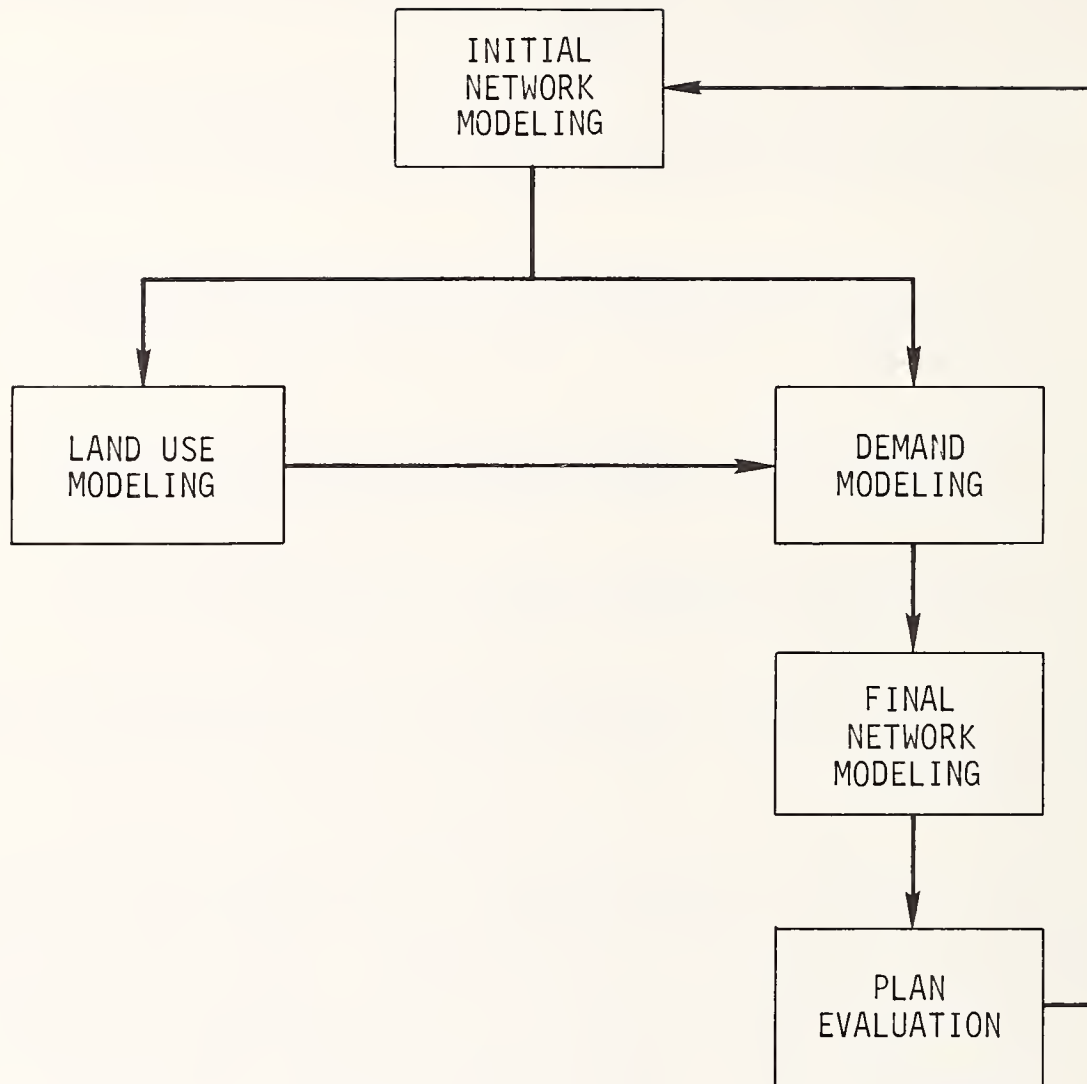 INITIAL
NETWORK
MODELING
LAND USE
MODELING
DEMAND
MODELING
FINAL
NETWORK
MODELING
PLAN
EVALUATION